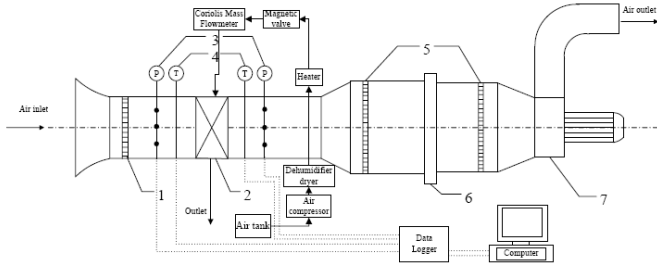 Coriolis Mass
Flowmeter
Magnetic
valve
Air outlet
3
4
5
P
T
T
P
Heater
Air inlet
1
2
Dehumidifier
dryer
6
7
Outlet
Air
compressor
Air tank
Data
Logger
Computer